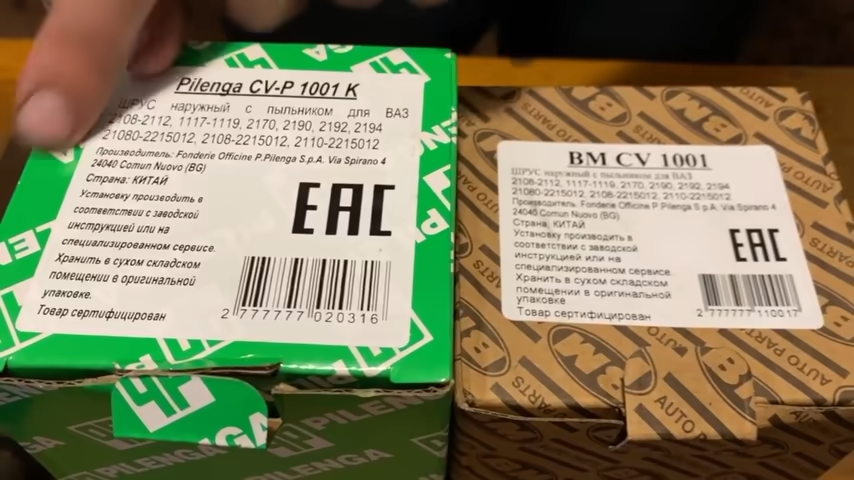 Pilenga CV-P 1001 K
ШРУС наружный с пыльником для ВАЗ
2108-2112, 1117-1119, 2170, 2190, 2192, 2194
21080-2215012, 2108-2215012, 2110-2215012
Производитель: Fonderie Officine P.Pilenga S.p.A. Via Spirano 4
24040 Comun Nuovo (BG)
Страна: КИТАЙ
Установку производить в
соответствии с заводской
инструкцией или на
специализированном сервисе.
Хранить в сухом складском
помещении в оригинальной
упаковке.
Товар сертифицирован
EAC
2 777777 020316
PILENGA
PILENGA
BM CV 1001
ШРУС наружный с пыльником для ВАЗ
2108-2112, 1117-1119, 2170, 2190, 2192, 2194
21080-2215012, 2108-2215012, 2110-2215012
Производитель: Fonderie Officine P.Pilenga S.p.A. Via Spirano 4
24040 Comun Nuovo (BG)
Страна: КИТАЙ
Установку производить в
соответствии с заводской
инструкцией или на
специализированном сервисе.
Хранить в сухом складском
помещении в оригинальной
упаковке
Товар сертифицирован
EAC
2 777777 110017
BM
AUTO PARTS
BM
AUTO PARTS